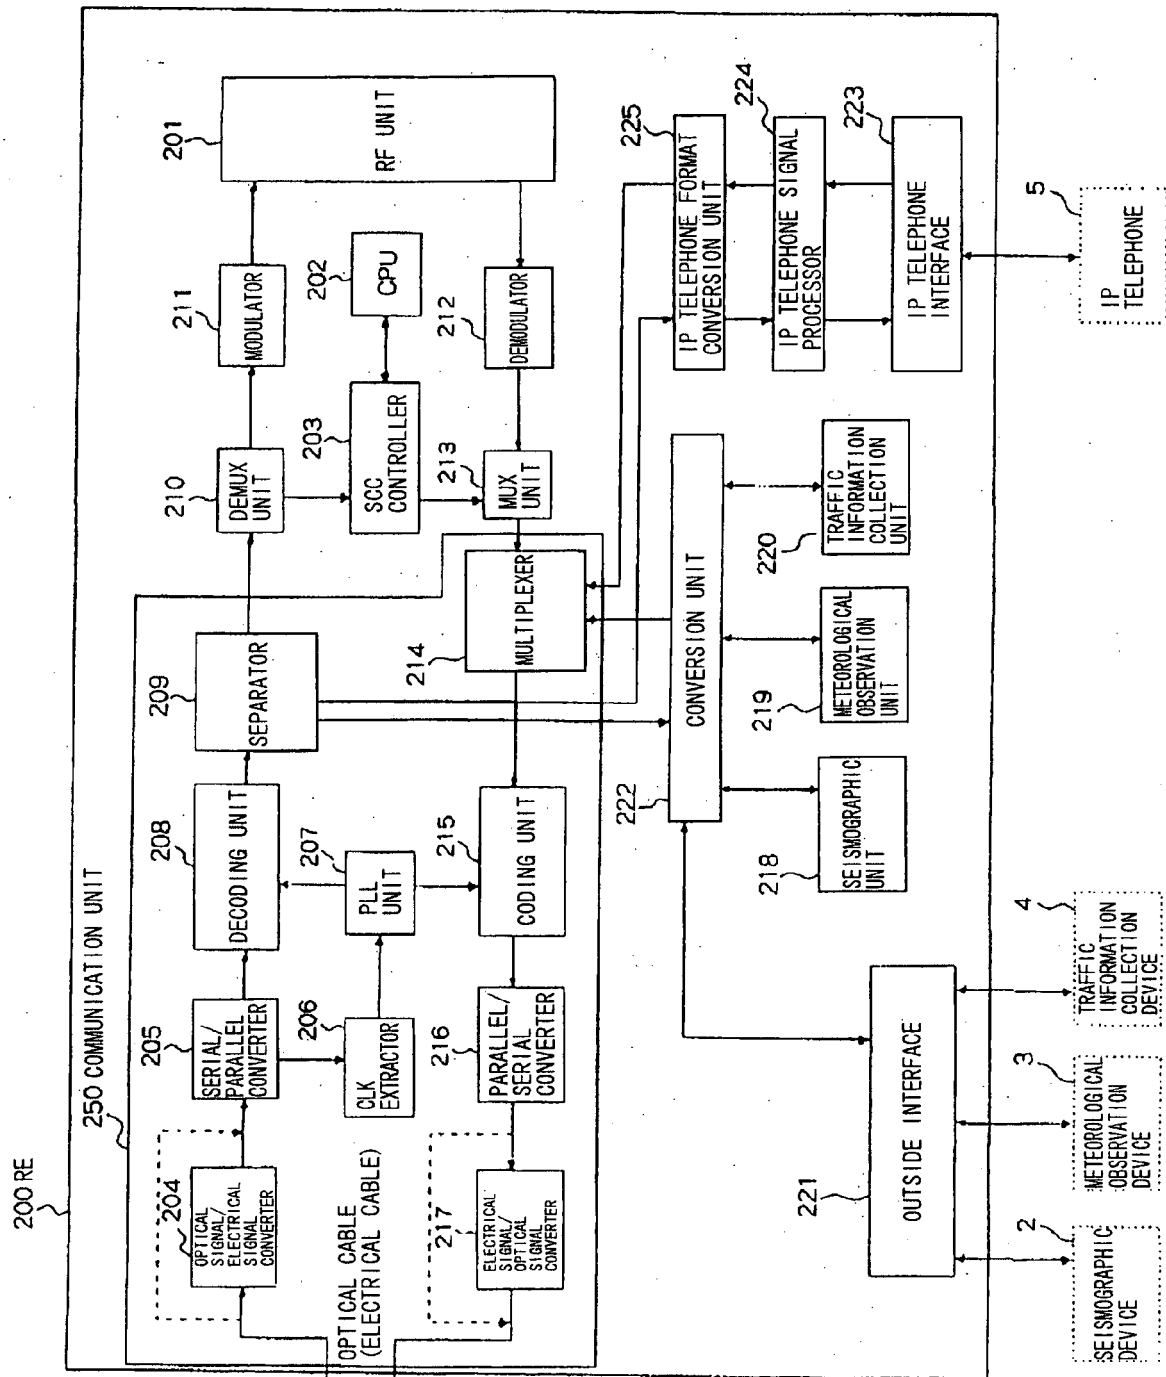 200 RE
250 COMMUNICATION UNIT
OPTICAL CABLE
(ELECTRICAL CABLE)
204
OPTICAL
SIGNAL/
ELECTRICAL
SIGNAL
CONVERTER
205
SERIAL/
PARALLEL
CONVERTER
206
CLK
EXTRACTOR
207
PLL
UNIT
208
DECODING UNIT
209
SEPARATOR
210
DEMUX
UNIT
211
MODULATOR
201
RF UNIT
202
CPU
203
SCC
CONTROLLER
212
DEMODULATOR
213
MUX
UNIT
214
MULTIPLEXER
215
CODING UNIT
216
PARALLEL/
SERIAL
CONVERTER
217
ELECTRICAL
SIGNAL/
OPTICAL
SIGNAL
CONVERTER
225
IP TELEPHONE FORMAT
CONVERSION UNIT
224
IP TELEPHONE SIGNAL
PROCESSOR
223
IP TELEPHONE
INTERFACE
222
CONVERSION UNIT
218
SEISMOGRAPHIC
UNIT
219
METEOROLOGICAL
OBSERVATION
UNIT
220
TRAFFIC
INFORMATION
COLLECTION
UNIT
221
OUTSIDE INTERFACE
2
SEISMOGRAPHIC
DEVICE
3
METEOROLOGICAL
OBSERVATION
DEVICE
4
TRAFFIC
INFORMATION
COLLECTION
DEVICE
5
IP
TELEPHONE